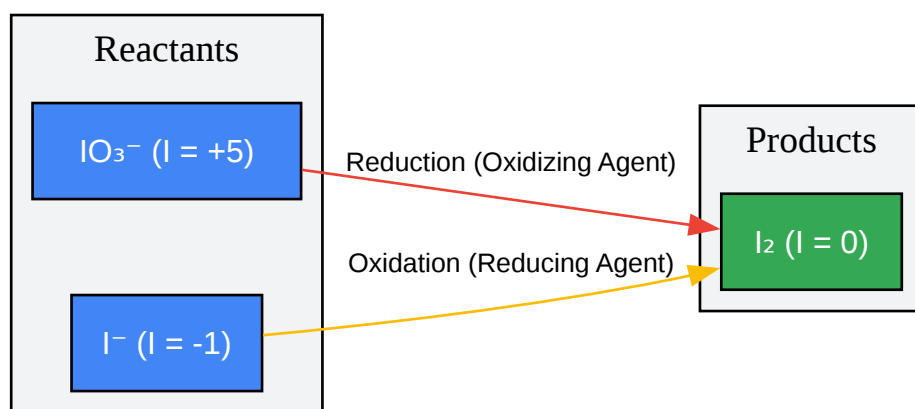 Reactants
IO₃⁻ (I = +5)
Reduction (Oxidizing Agent)
Products
I₂ (I = 0)
Oxidation (Reducing Agent)
I⁻ (I = -1)